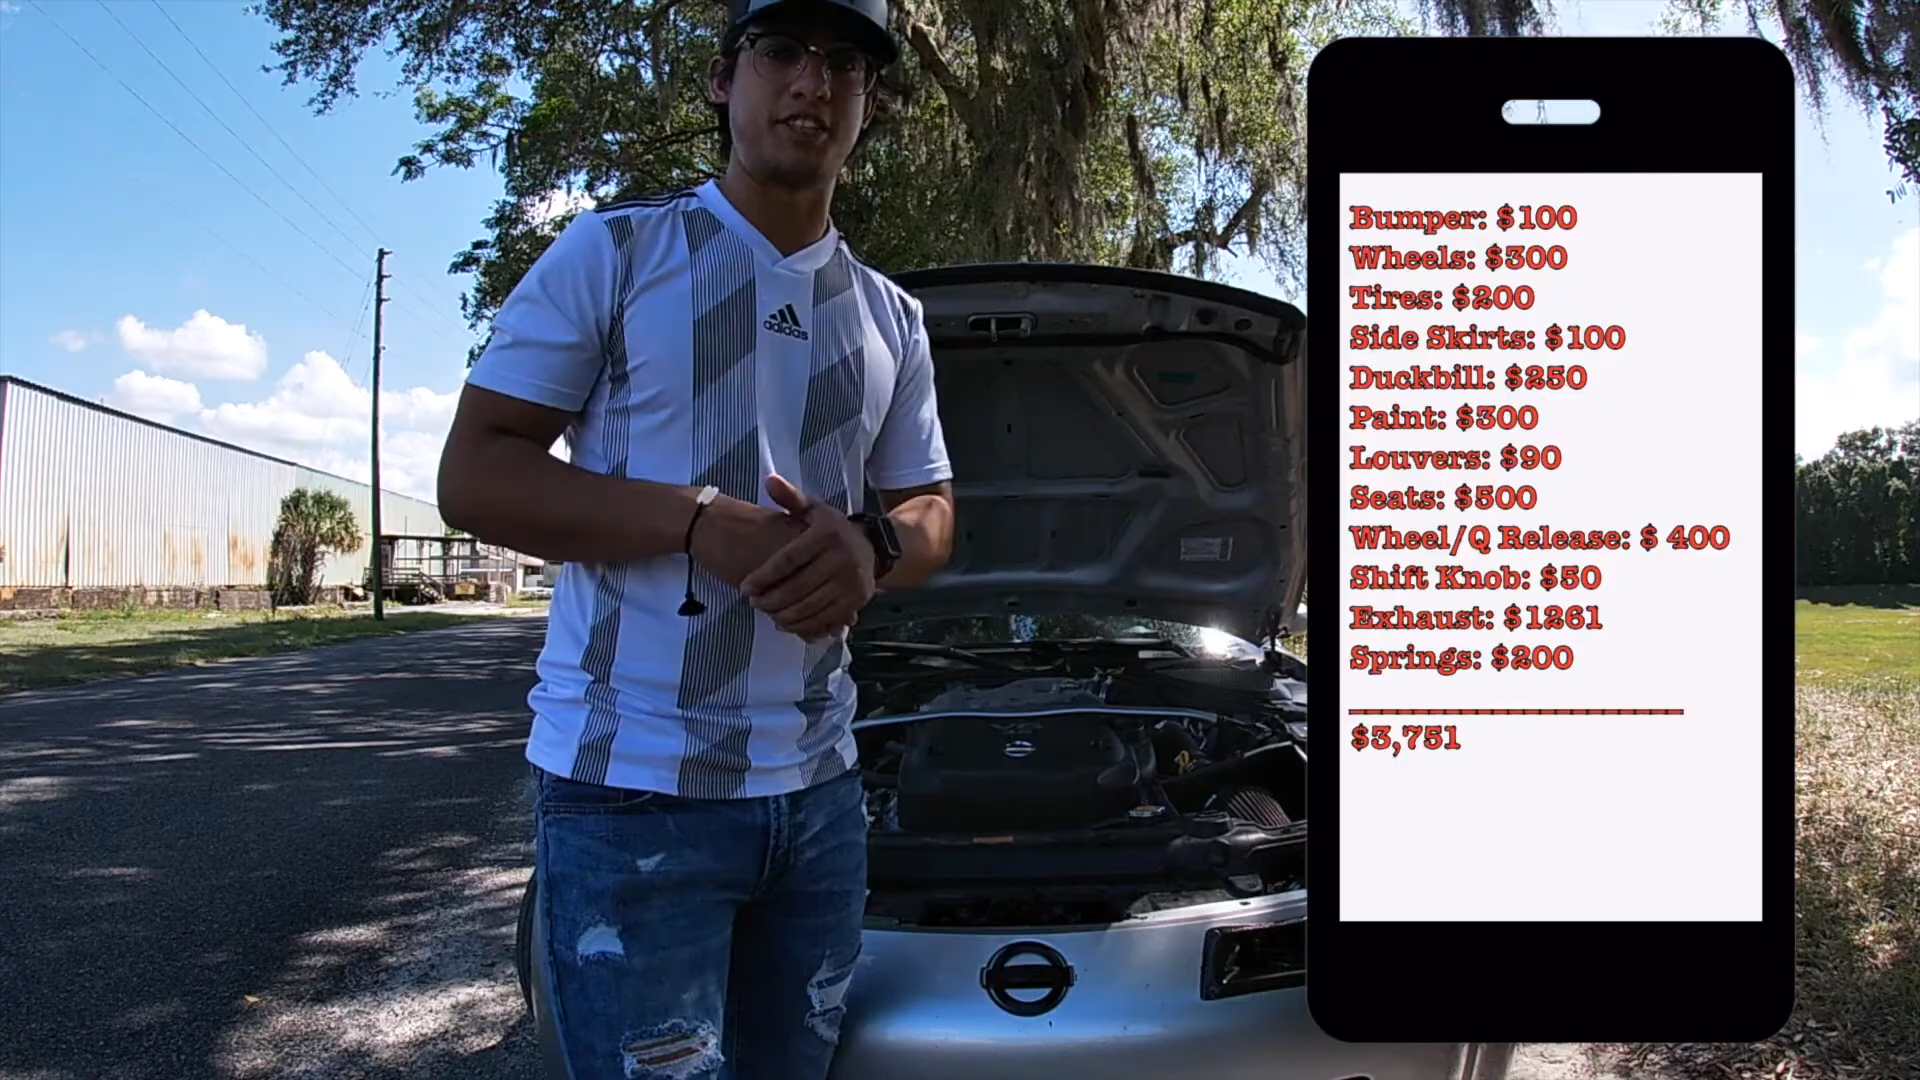 adidas
Bumper: $100
Wheels: $300
Tires: $200
Side Skirts: $100
Duckbill: $250
Paint: $300
Louvers: $90
Seats: $500
Wheel/Q Release: $ 400
Shift Knob: $50
Exhaust: $1261
Springs: $200
$3,751